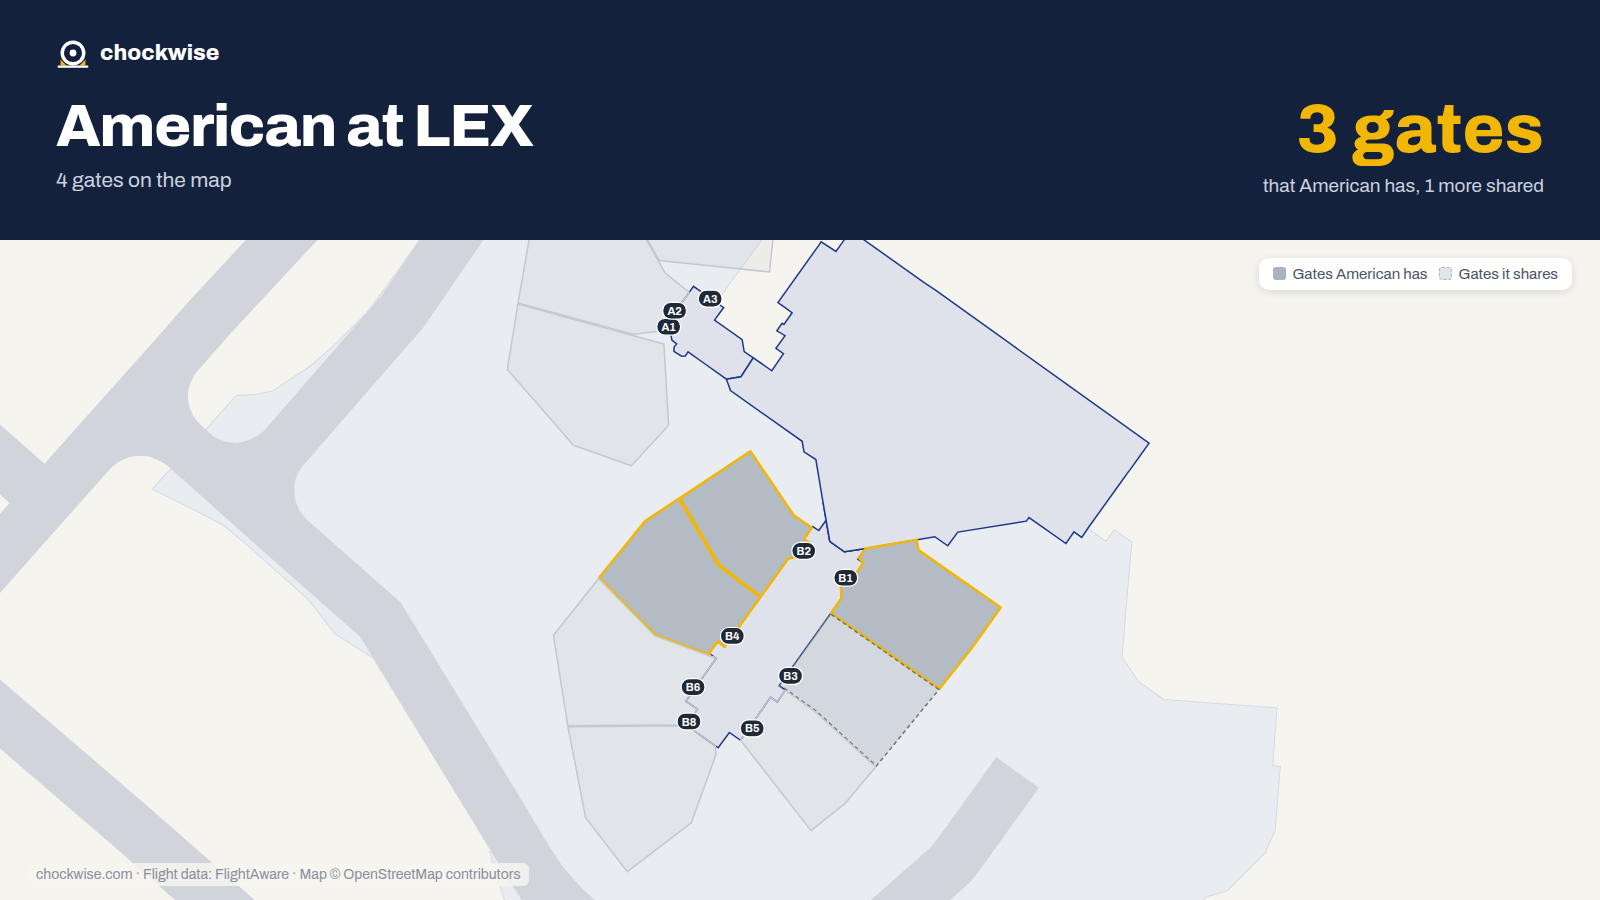 chockwise
American at LEX
4 gates on the map
3 gates
that American has, 1 more shared
Gates American has
Gates it shares
A3
A2
A1
B2
B1
B4
B3
B6
B8
B5
chockwise.com · Flight data: FlightAware · Map © OpenStreetMap contributors